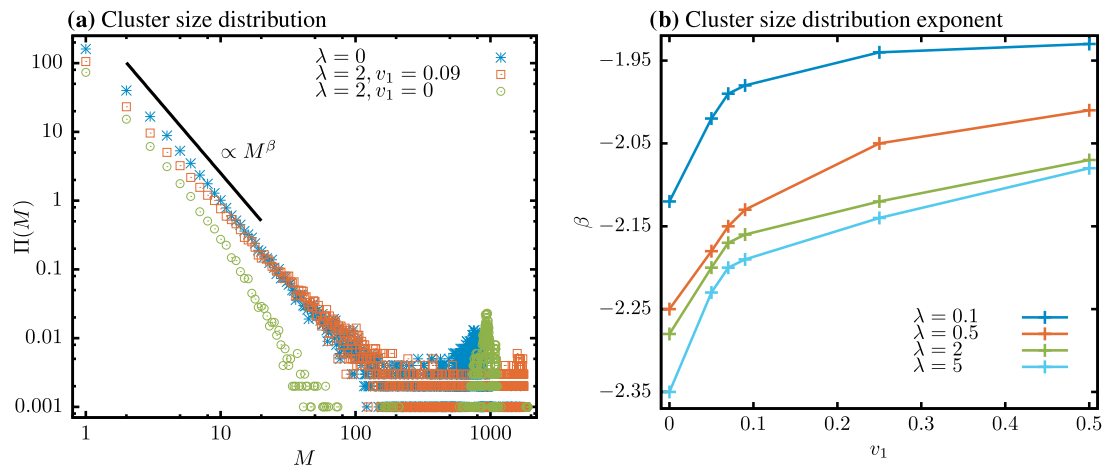 (a) Cluster size distribution
100
10
1
0.1
0.01
0.001
Π(M)
1
10
100
1000
M
λ = 0
λ = 2, v₁ = 0.09
λ = 2, v₁ = 0
∝ M^β
(b) Cluster size distribution exponent
−1.95
−2.05
−2.15
−2.25
−2.35
β
0
0.1
0.2
0.3
0.4
0.5
v₁
λ = 0.1
λ = 0.5
λ = 2
λ = 5